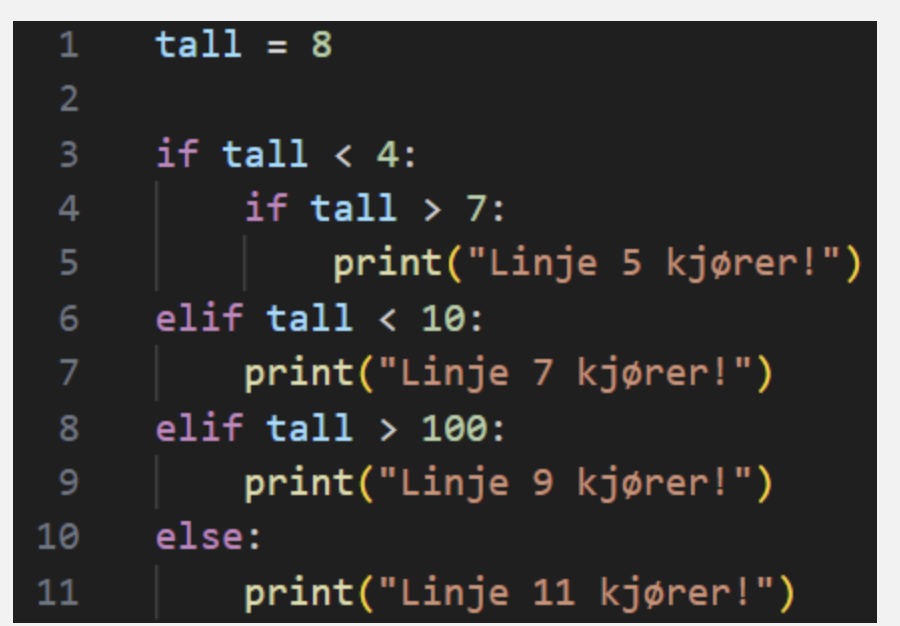 1 tall = 8
2
3 if tall < 4:
4     if tall > 7:
5         print("Linje 5 kjører!")
6 elif tall < 10:
7     print("Linje 7 kjører!")
8 elif tall > 100:
9     print("Linje 9 kjører!")
10 else:
11     print("Linje 11 kjører!")